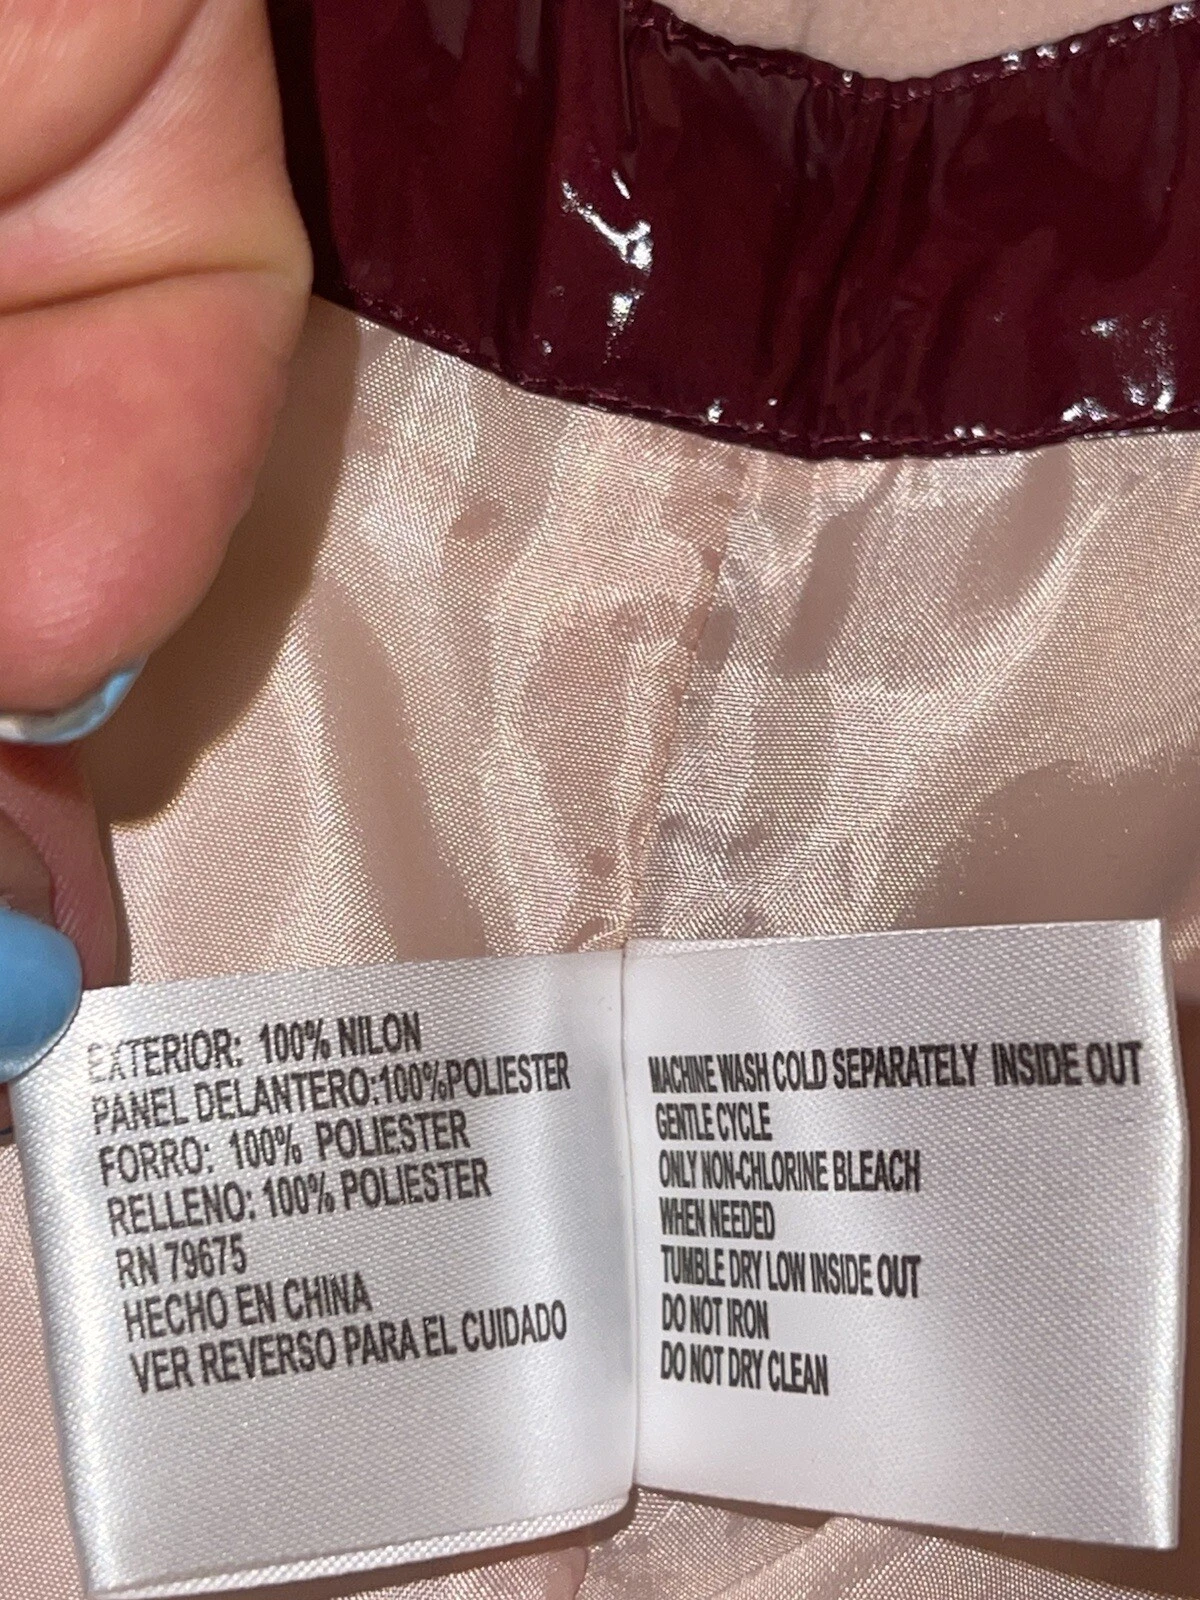 EXTERIOR: 100% NILON
PANEL DELANTERO:100%POLIESTER
FORRO: 100% POLIESTER
RELLENO: 100% POLIESTER
RN 79675
HECHO EN CHINA
VER REVERSO PARA EL CUIDADO
MACHINE WASH COLD SEPARATELY INSIDE OUT
GENTLE CYCLE
ONLY NON-CHLORINE BLEACH
WHEN NEEDED
TUMBLE DRY LOW INSIDE OUT
DO NOT IRON
DO NOT DRY CLEAN